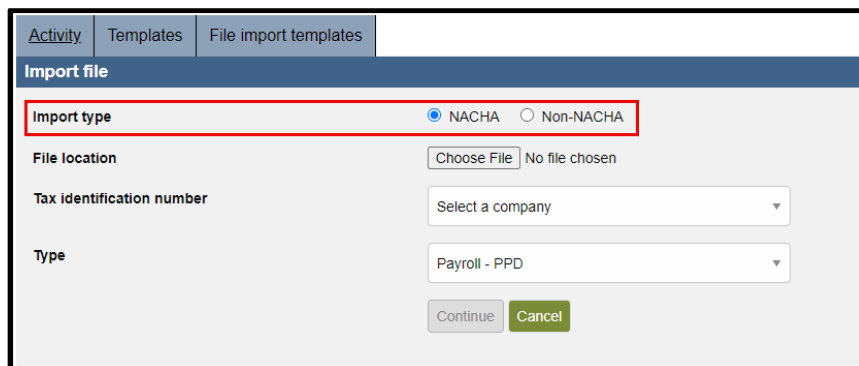 Activity Templates File import templates
Import file
Import type NACHA Non-NACHA
File location Choose File No file chosen
Tax identification number Select a company
Type Payroll - PPD
Continue Cancel